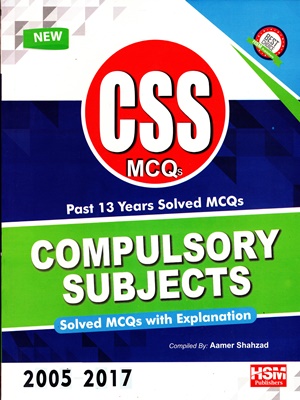 NEW
BEST
CSS
MCQs
Past 13 Years Solved MCQs
COMPULSORY
SUBJECTS
Solved MCQs with Explanation
Compiled By: Aamer Shahzad
2005 2017
HSM
Publishers